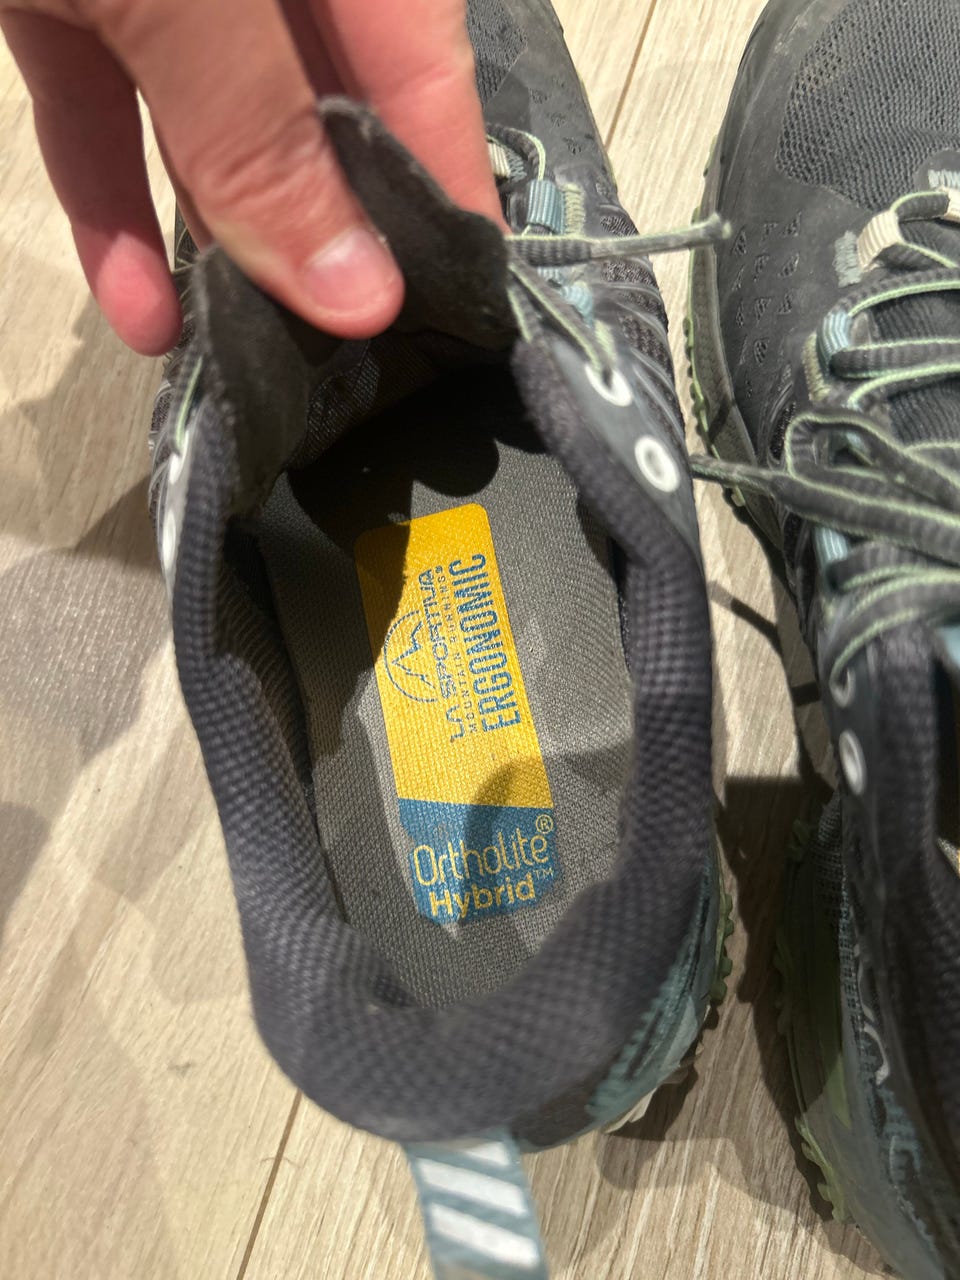 LA SPORTIVA®
MOUNTAIN RUNNING®
ERGONOMIC
Ortholite®
Hybrid™